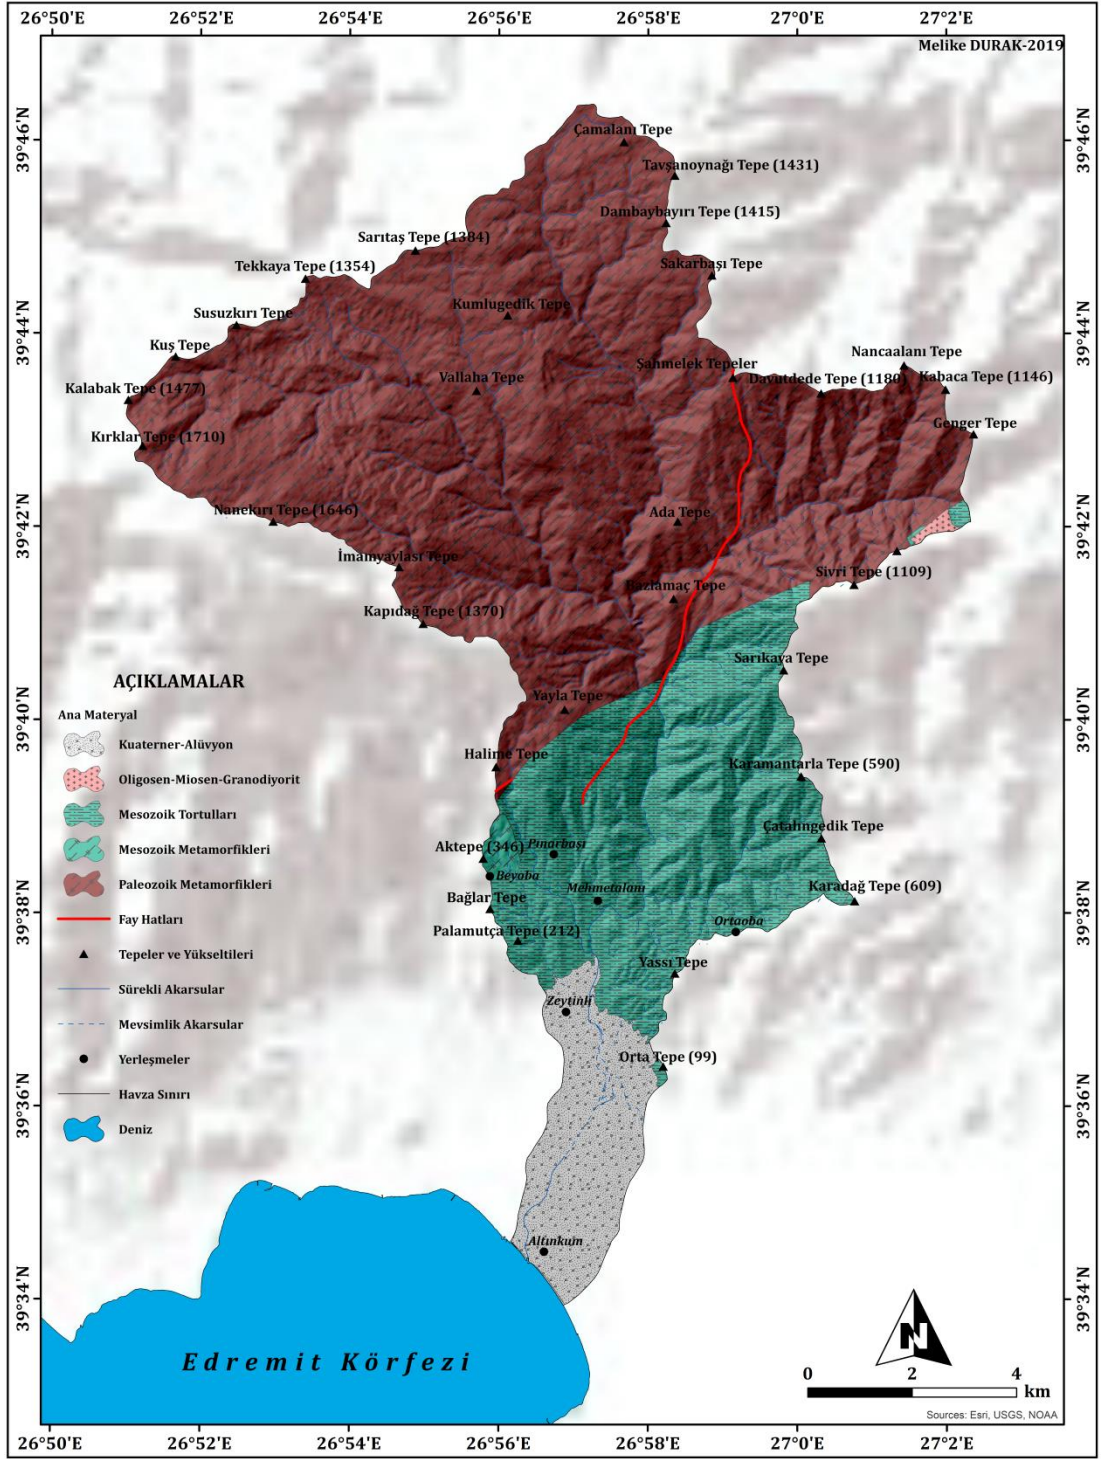 26°50'E 26°52'E 26°54'E 26°56'E 26°58'E 27°0'E 27°2'E
Melike DURAK-2019
39°46'N 39°46'N
Çamalanı Tepe
Tavşanoynağı Tepe (1431)
Dambaybayırı Tepe (1415)
Sarıtaş Tepe (1384)
Sakarbaşı Tepe
Tekkaya Tepe (1354)
Kumlugedik Tepe
Susuzkırı Tepe
39°44'N 39°44'N
Kuş Tepe
Nancaalanı Tepe
Şahmelek Tepeler
Vallaha Tepe
Davutdede Tepe (1180)
Kabaca Tepe (1146)
Kalabak Tepe (1477)
Genger Tepe
Kırklar Tepe (1710)
Nanekırı Tepe (1646)
Ada Tepe
39°42'N 39°42'N
İmamyaylası Tepe
Sivri Tepe (1109)
Bazlamaç Tepe
Kapıdağ Tepe (1370)
Sarıkaya Tepe
AÇIKLAMALAR
Yayla Tepe
39°40'N 39°40'N
Ana Materyal
Kuaterner-Alüvyon
Halime Tepe
Karamantarla Tepe (590)
Oligosen-Miosen-Granodiyorit
Mesozoik Tortulları
Çatalıngedik Tepe
Mesozoik Metamorfikleri
Aktepe (346)
Pınarbaşı
Beyoba
Paleozoik Metamorfikleri
Mehmetalanı
Karadağ Tepe (609)
Bağlar Tepe
39°38'N 39°38'N
Fay Hatları
Ortaoba
Palamutça Tepe (212)
Tepeler ve Yükseltileri
Yassı Tepe
Sürekli Akarsular
Zeytinli
Mevsimlik Akarsular
Yerleşmeler
Orta Tepe (99)
Havza Sınırı
39°36'N 39°36'N
Deniz
Altınkum
39°34'N 39°34'N
N
Edremit Körfezi
0 2 4
km
Sources: Esri, USGS, NOAA
26°50'E 26°52'E 26°54'E 26°56'E 26°58'E 27°0'E 27°2'E